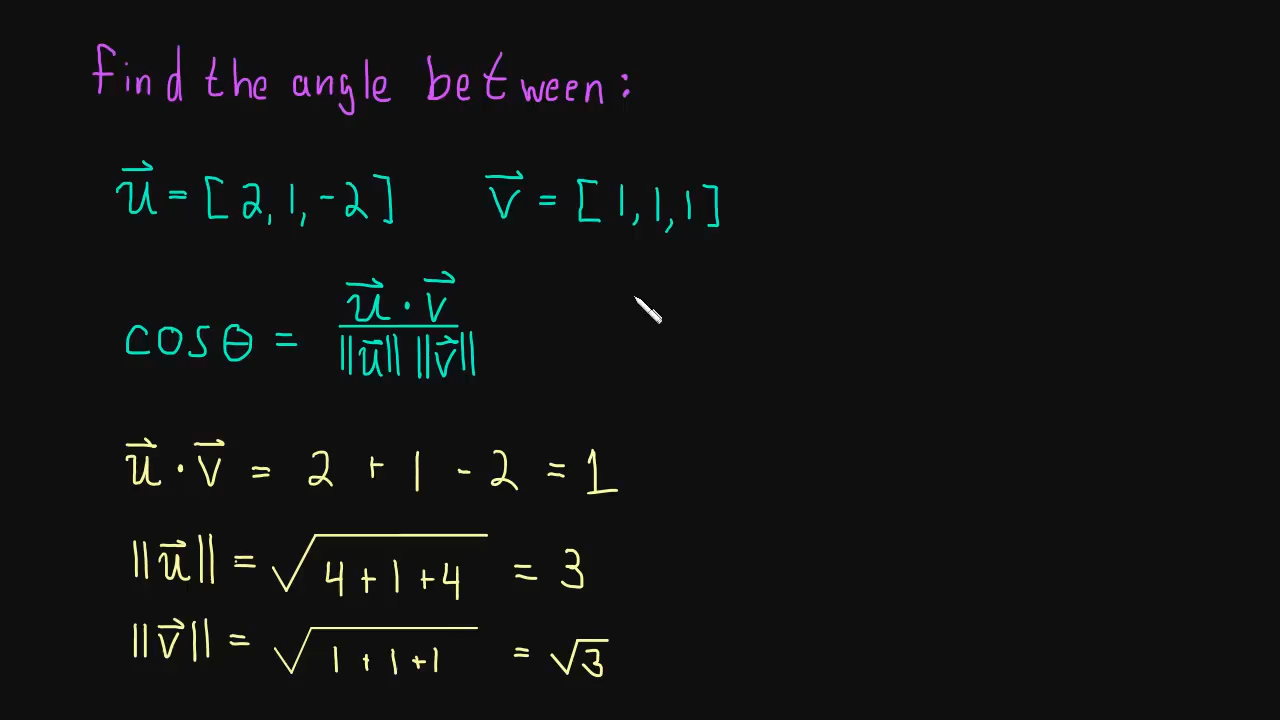 find the angle between:
u⃗ = [2, 1, -2] v⃗ = [1, 1, 1]
cosθ = u⃗ · v⃗ / ‖u⃗‖ ‖v⃗‖
u⃗ · v⃗ = 2 + 1 - 2 = 1
‖u⃗‖ = √(4 + 1 + 4) = 3
‖v⃗‖ = √(1 + 1 + 1) = √3